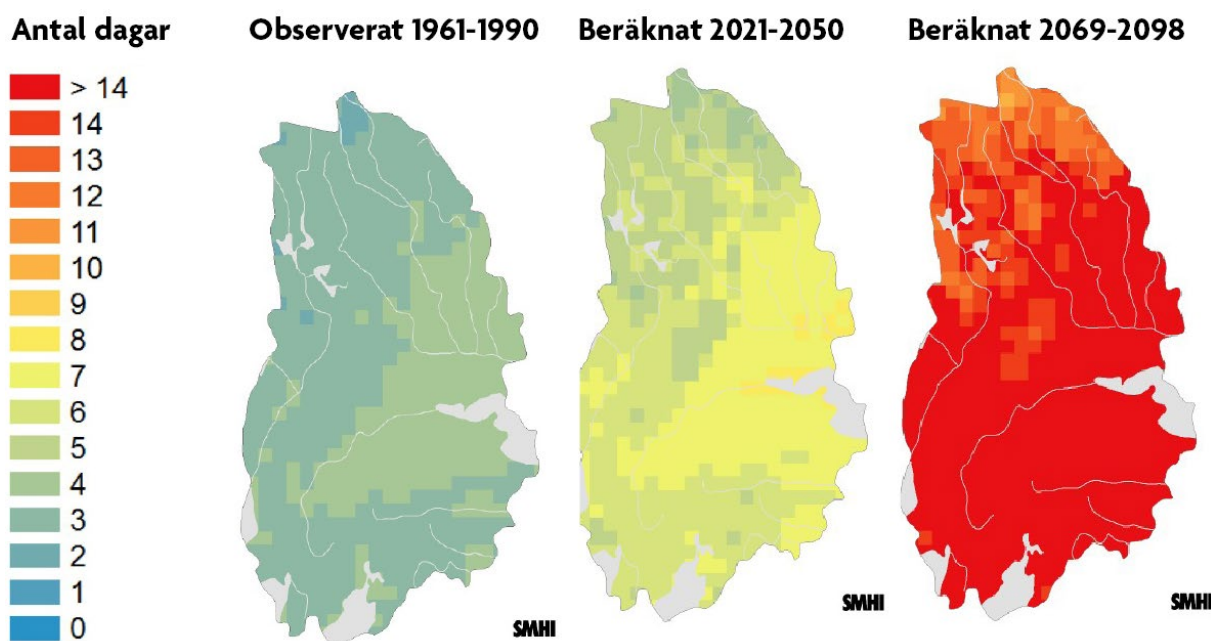 Antal dagar
Observerat 1961-1990
Beräknat 2021-2050
Beräknat 2069-2098
> 14
14
13
12
11
10
9
8
7
6
5
4
3
2
1
0
SMHI
SMHI
SMHI